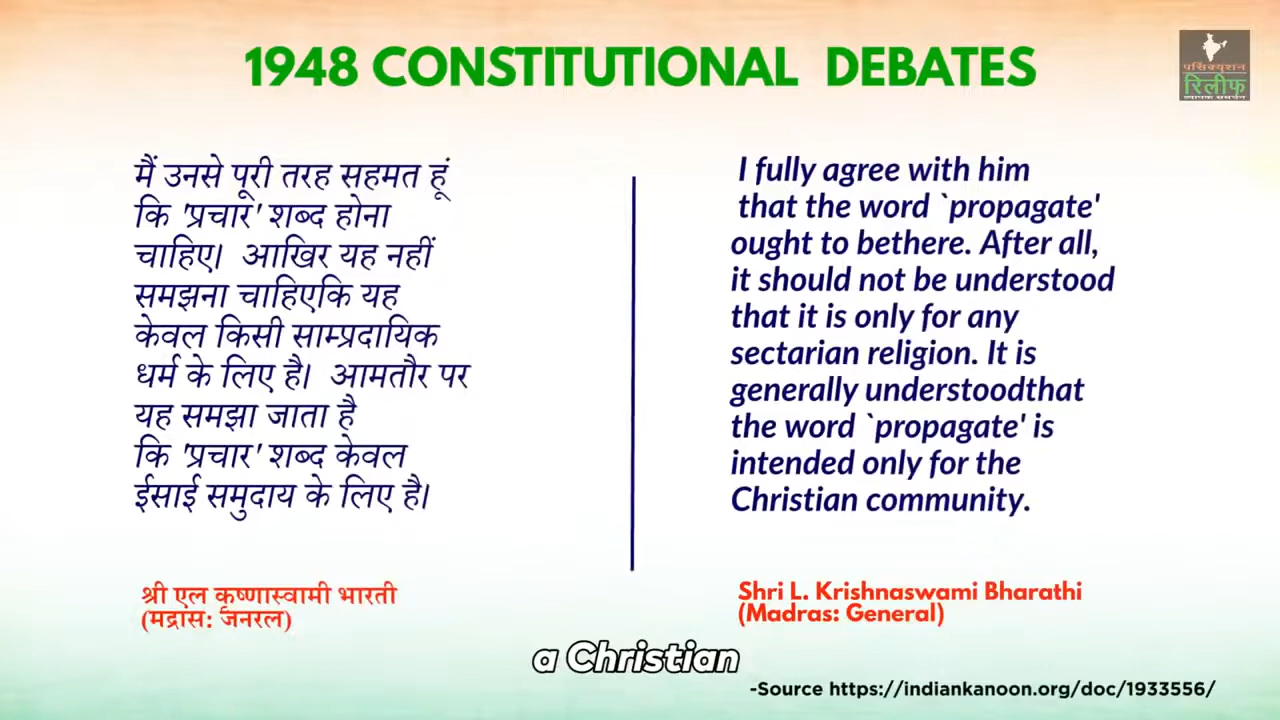 1948 CONSTITUTIONAL DEBATES
पर्सिक्यूशन
रिलीफ
मैं उनसे पूरी तरह सहमत हूं
कि 'प्रचार' शब्द होना
चाहिए। आखिर यह नहीं
समझना चाहिएकि यह
केवल किसी साम्प्रदायिक
धर्म के लिए है। आमतौर पर
यह समझा जाता है
कि 'प्रचार' शब्द केवल
ईसाई समुदाय के लिए है।
श्री एल कृष्णास्वामी भारती
(मद्रास: जनरल)
I fully agree with him
that the word `propagate'
ought to bethere. After all,
it should not be understood
that it is only for any
sectarian religion. It is
generally understoodthat
the word `propagate' is
intended only for the
Christian community.
Shri L. Krishnaswami Bharathi
(Madras: General)
a Christian
-Source https://indiankanoon.org/doc/1933556/